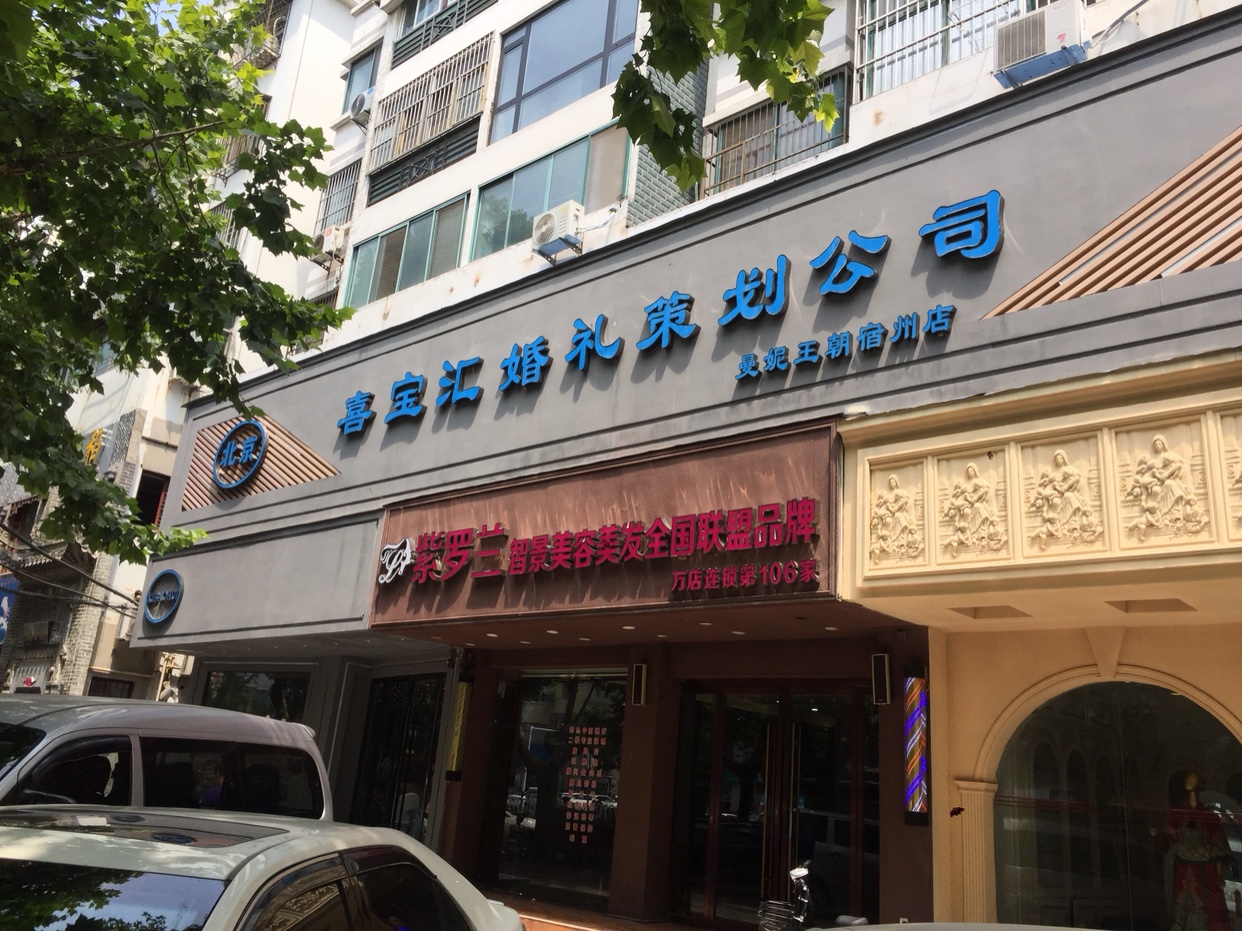 喜宝汇婚礼策划公司
曼妮王朝宿州店
北京
紫罗兰智景美容美发全国联盟品牌
万店连锁第106家